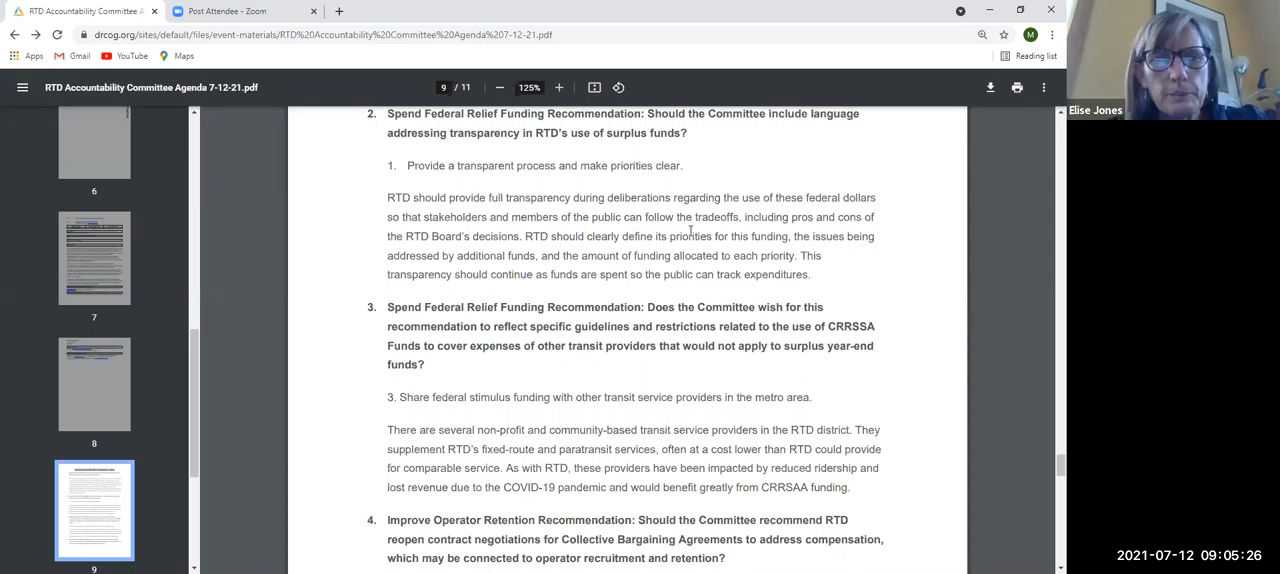 RTD Accountability Committee A
Post Attendee - Zoom
drcog.org/sites/default/files/event-materials/RTD%20Accountability%20Committee%20Agenda%207-12-21.pdf
M
Apps
Gmail
YouTube
Maps
Reading list
RTD Accountability Committee Agenda 7-12-21.pdf
9 / 11
125%
Elise Jones
6
7
8
9
2. Spend Federal Relief Funding Recommendation: Should the Committee include language
addressing transparency in RTD's use of surplus funds?
1. Provide a transparent process and make priorities clear.
RTD should provide full transparency during deliberations regarding the use of these federal dollars
so that stakeholders and members of the public can follow the tradeoffs, including pros and cons of
the RTD Board's decisions. RTD should clearly define its priorities for this funding, the issues being
addressed by additional funds, and the amount of funding allocated to each priority. This
transparency should continue as funds are spent so the public can track expenditures.
3. Spend Federal Relief Funding Recommendation: Does the Committee wish for this
recommendation to reflect specific guidelines and restrictions related to the use of CRRSSA
Funds to cover expenses of other transit providers that would not apply to surplus year-end
funds?
3. Share federal stimulus funding with other transit service providers in the metro area.
There are several non-profit and community-based transit service providers in the RTD district. They
supplement RTD's fixed-route and paratransit services, often at a cost lower than RTD could provide
for comparable service. As with RTD, these providers have been impacted by reduced ridership and
lost revenue due to the COVID-19 pandemic and would benefit greatly from CRRSAA funding.
4. Improve Operator Retention Recommendation: Should the Committee recommend RTD
reopen contract negotiations for Collective Bargaining Agreements to address compensation,
which may be connected to operator recruitment and retention?
2021-07-12 09:05:26